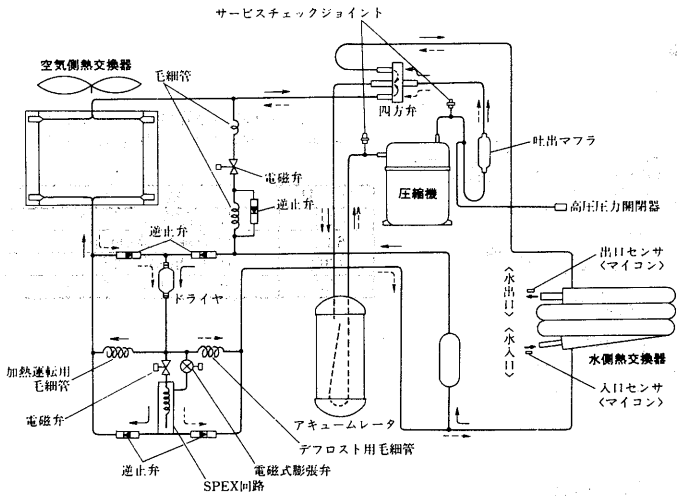 サービスチェックジョイント
空気側熱交換器
毛細管
四方弁
吐出マフラ
電磁弁
圧縮機
逆止弁
高圧圧力開閉器
逆止弁
出口センサ
〈マイコン〉
〈水出口〉
ドライヤ
〈水入口〉
水側熱交換器
加熱運転用
毛細管
入口センサ
〈マイコン〉
電磁弁
アキュームレータ
デフロスト用毛細管
逆止弁
電磁式膨張弁
SPEX回路